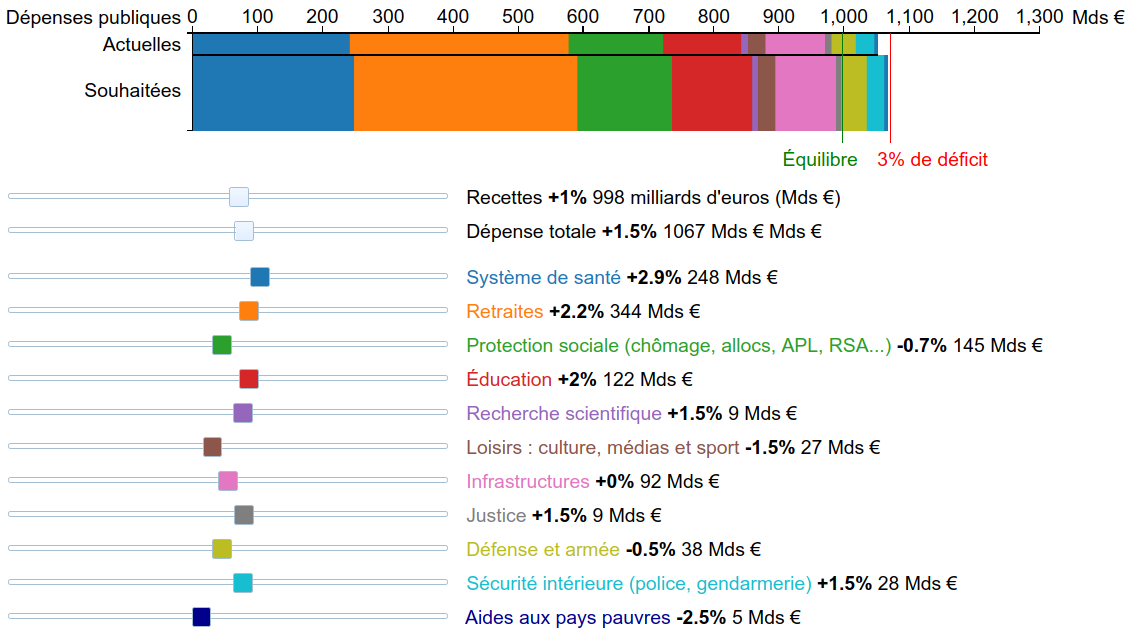 Dépenses publiques 0 100 200 300 400 500 600 700 800 900 1,000 1,100 1,200 1,300 Mds €
Actuelles
Souhaitées
Équilibre 3% de déficit
Recettes +1% 998 milliards d'euros (Mds €)
Dépense totale +1.5% 1067 Mds € Mds €
Système de santé +2.9% 248 Mds €
Retraites +2.2% 344 Mds €
Protection sociale (chômage, allocs, APL, RSA...) -0.7% 145 Mds €
Éducation +2% 122 Mds €
Recherche scientifique +1.5% 9 Mds €
Loisirs : culture, médias et sport -1.5% 27 Mds €
Infrastructures +0% 92 Mds €
Justice +1.5% 9 Mds €
Défense et armée -0.5% 38 Mds €
Sécurité intérieure (police, gendarmerie) +1.5% 28 Mds €
Aides aux pays pauvres -2.5% 5 Mds €